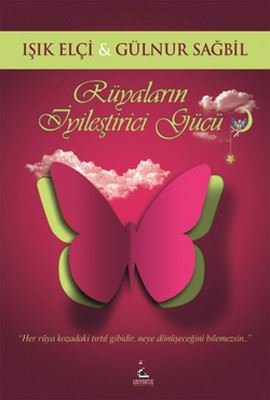 IŞIK ELÇİ & GÜLNUR SAĞBİL
Rüyaların
İyileştirici Gücü
"Her rüya kozadaki tırtıl gibidir, neye dönüşeceğini bilemezsin.."